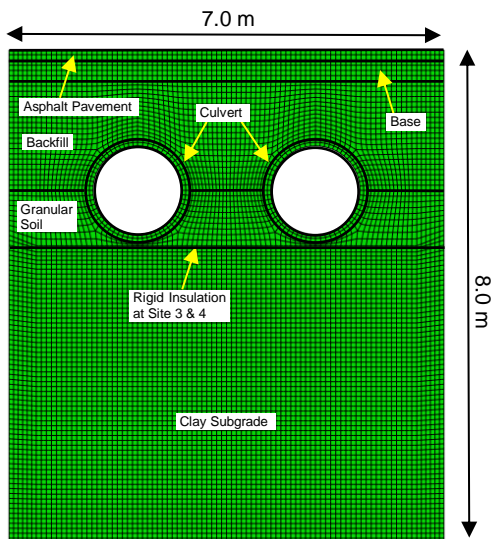 7.0 m
Asphalt Pavement
Culvert
Base
Backfill
Granular
Soil
Rigid Insulation
at Site 3 & 4
8.0 m
Clay Subgrade